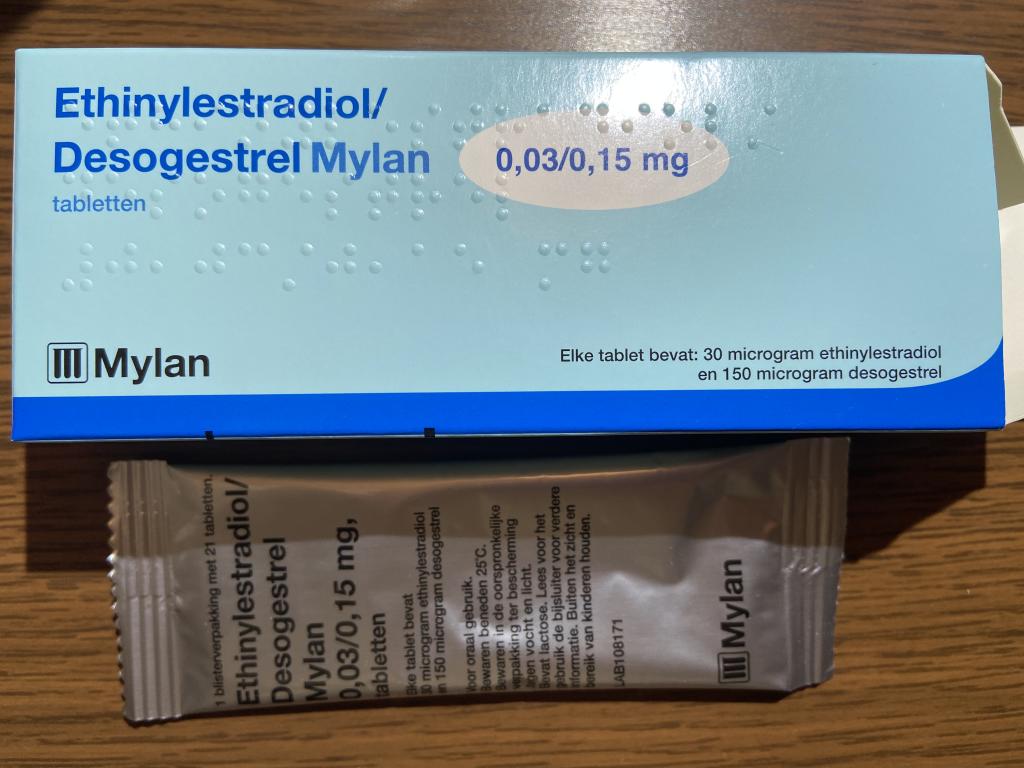 Ethinylestradiol/
Desogestrel Mylan
0,03/0,15 mg
tabletten
Mylan
Elke tablet bevat: 30 microgram ethinylestradiol
en 150 microgram desogestrel
1 blisterverpakking met 21 tabletten.
Ethinylestradiol/
Desogestrel
Mylan
0,03/0,15 mg,
tabletten
Elke tablet bevat
30 microgram ethinylestradiol
en 150 microgram desogestrel
Voor oraal gebruik.
Bewaren beneden 25°C.
Bewaren in de oorspronkelijke
verpakking ter bescherming
tegen vocht en licht.
Bevat lactose. Lees voor het
gebruik de bijsluiter voor verdere
informatie. Buiten het zicht en
bereik van kinderen houden.
LAB108171
Mylan